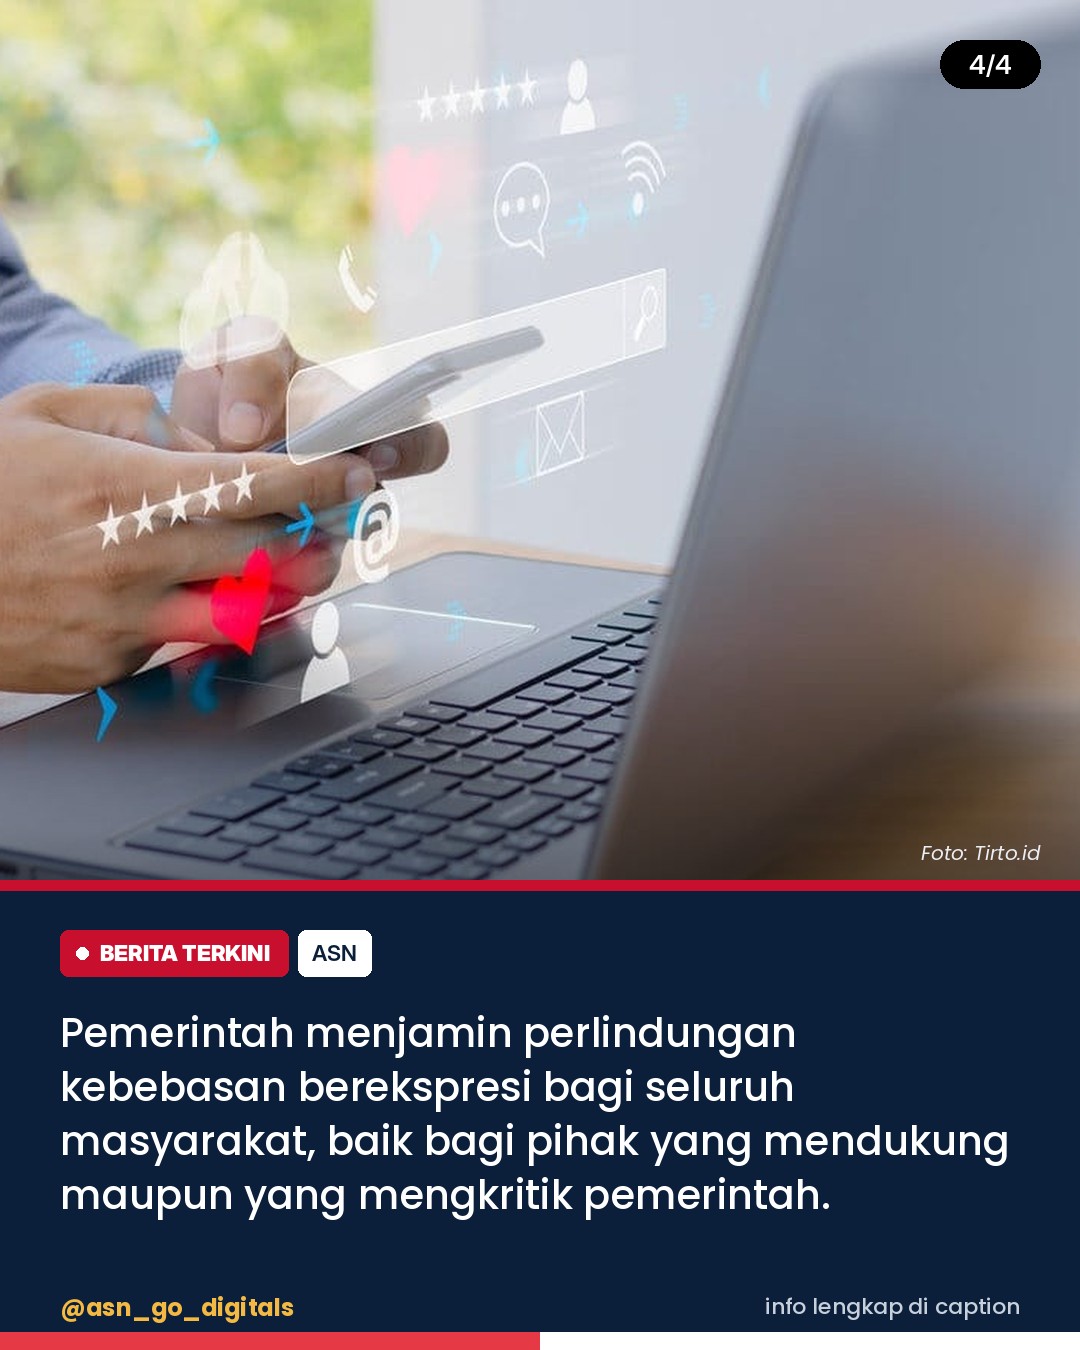 4/4
Foto: Tirto.id
BERITA TERKINI
ASN
Pemerintah menjamin perlindungan
kebebasan berekspresi bagi seluruh
masyarakat, baik bagi pihak yang mendukung
maupun yang mengkritik pemerintah.
@asn_go_digitals
info lengkap di caption